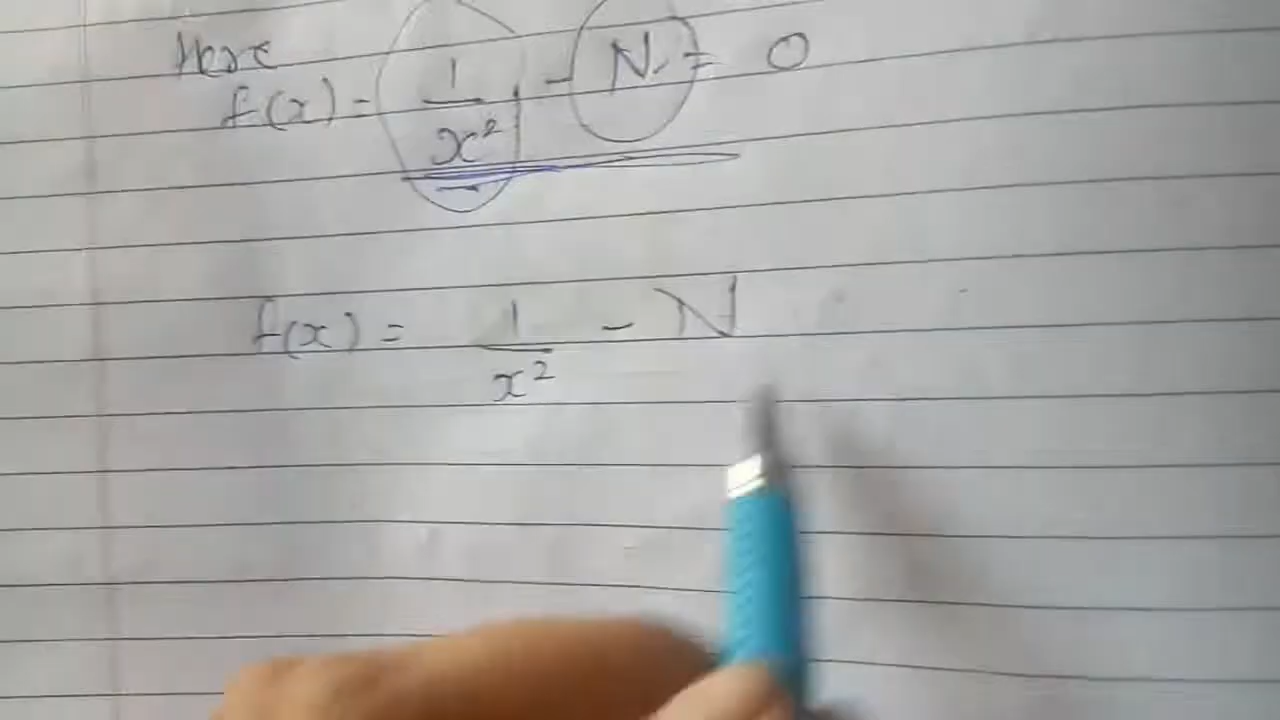 Here
f(x) = 1/x² - N = 0
f(x) = 1/x² - N